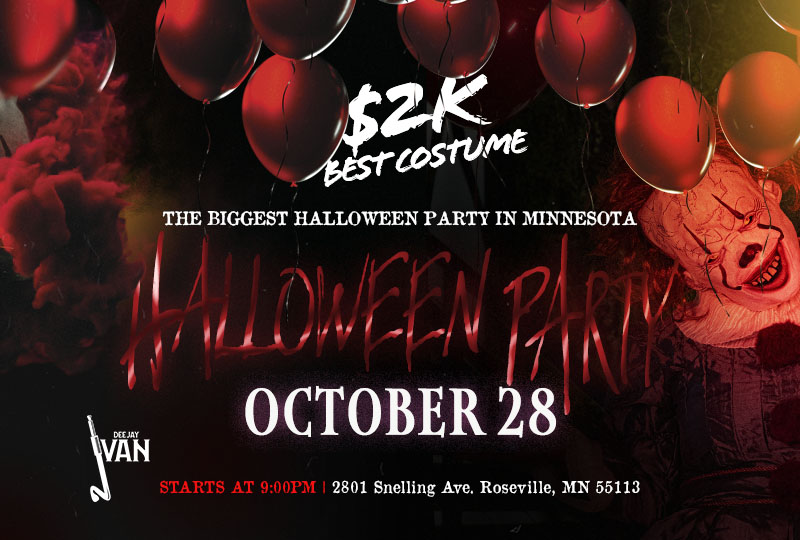 $2K
BEST COSTUME
THE BIGGEST HALLOWEEN PARTY IN MINNESOTA
HALLOWEEN PARTY
OCTOBER 28
DEEJAY
IVAN
STARTS AT 9:00PM | 2801 Snelling Ave. Roseville, MN 55113